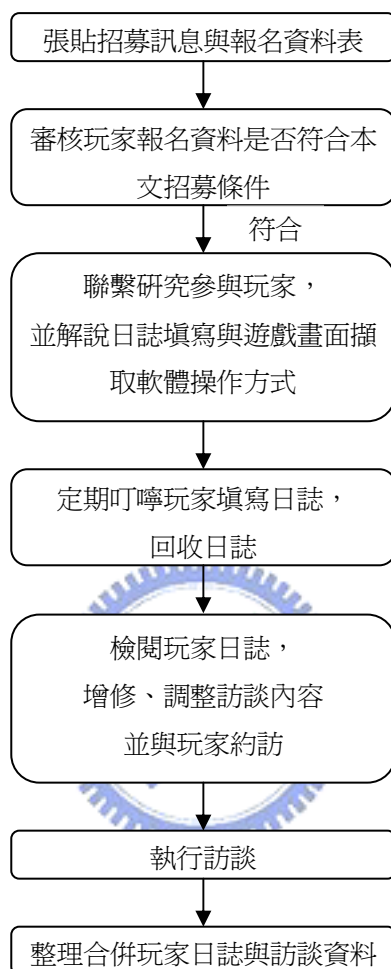 張貼招募訊息與報名資料表
審核玩家報名資料是否符合本
文招募條件
符合
聯繫研究參與玩家，
並解說日誌填寫與遊戲畫面擷
取軟體操作方式
定期叮嚀玩家填寫日誌，
回收日誌
檢閱玩家日誌，
增修、調整訪談內容
並與玩家約訪
執行訪談
整理合併玩家日誌與訪談資料